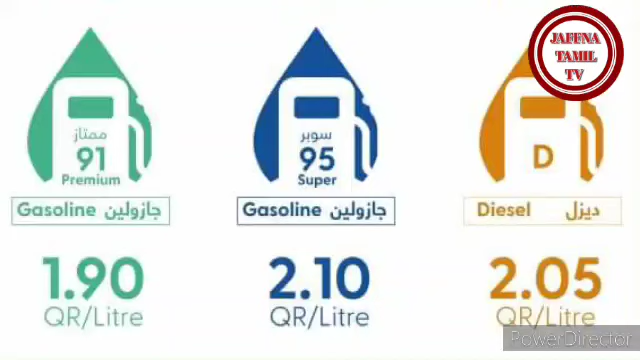 JAFFNA
TAMIL
TV
ممتاز
91
Premium
سوبر
95
Super
D
Gasoline جازولين
Gasoline جازولين
Diesel ديزل
1.90
QR/Litre
2.10
QR/Litre
2.05
QR/Litre
PowerDirector